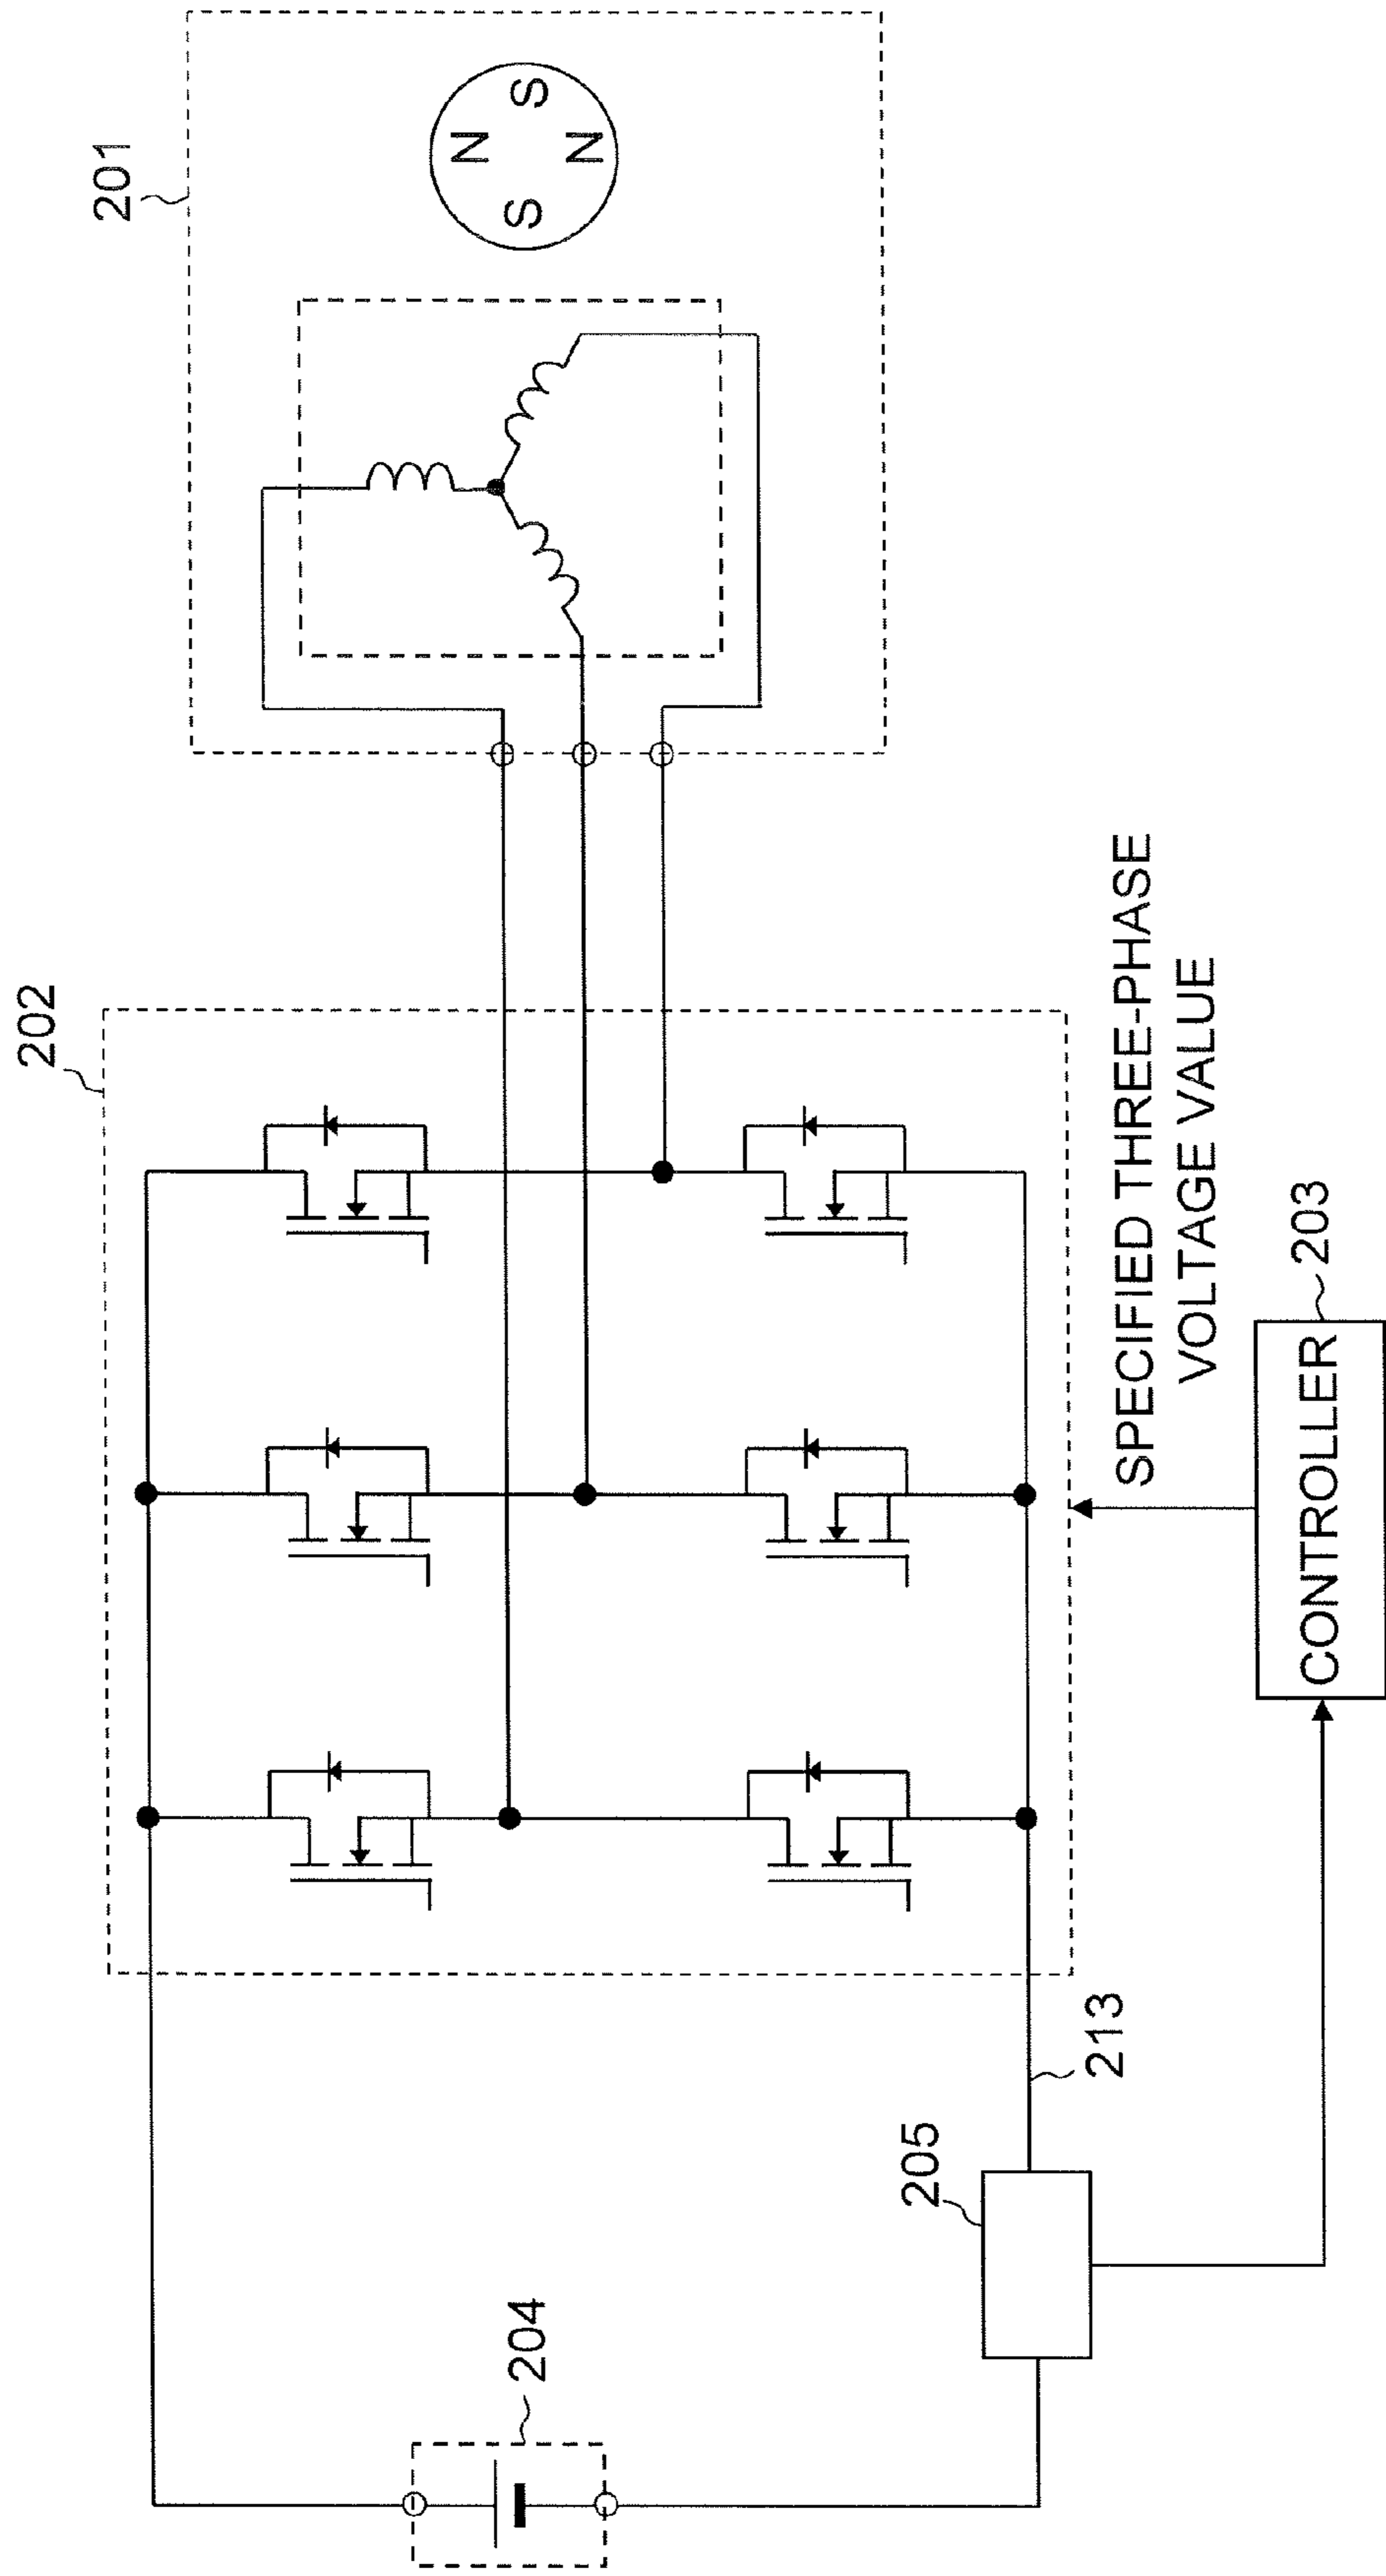 201
N
S
S
N
202
SPECIFIED THREE-PHASE
VOLTAGE VALUE
CONTROLLER
203
213
205
204